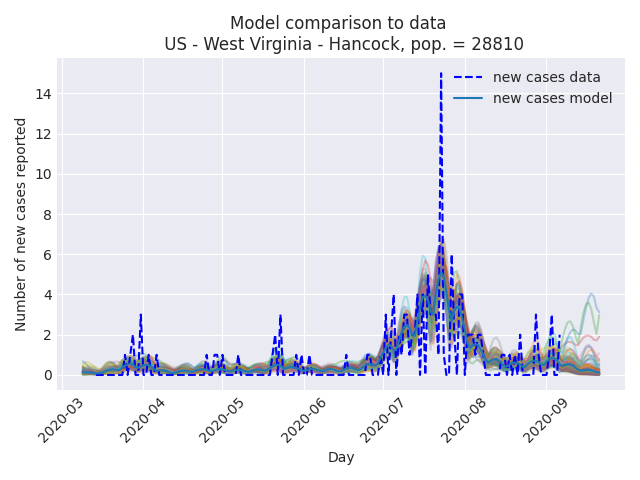 Model comparison to data
US - West Virginia - Hancock, pop. = 28810
new cases data
new cases model
Number of new cases reported
14
12
10
8
6
4
2
0
2020-03
2020-04
2020-05
2020-06
2020-07
2020-08
2020-09
Day